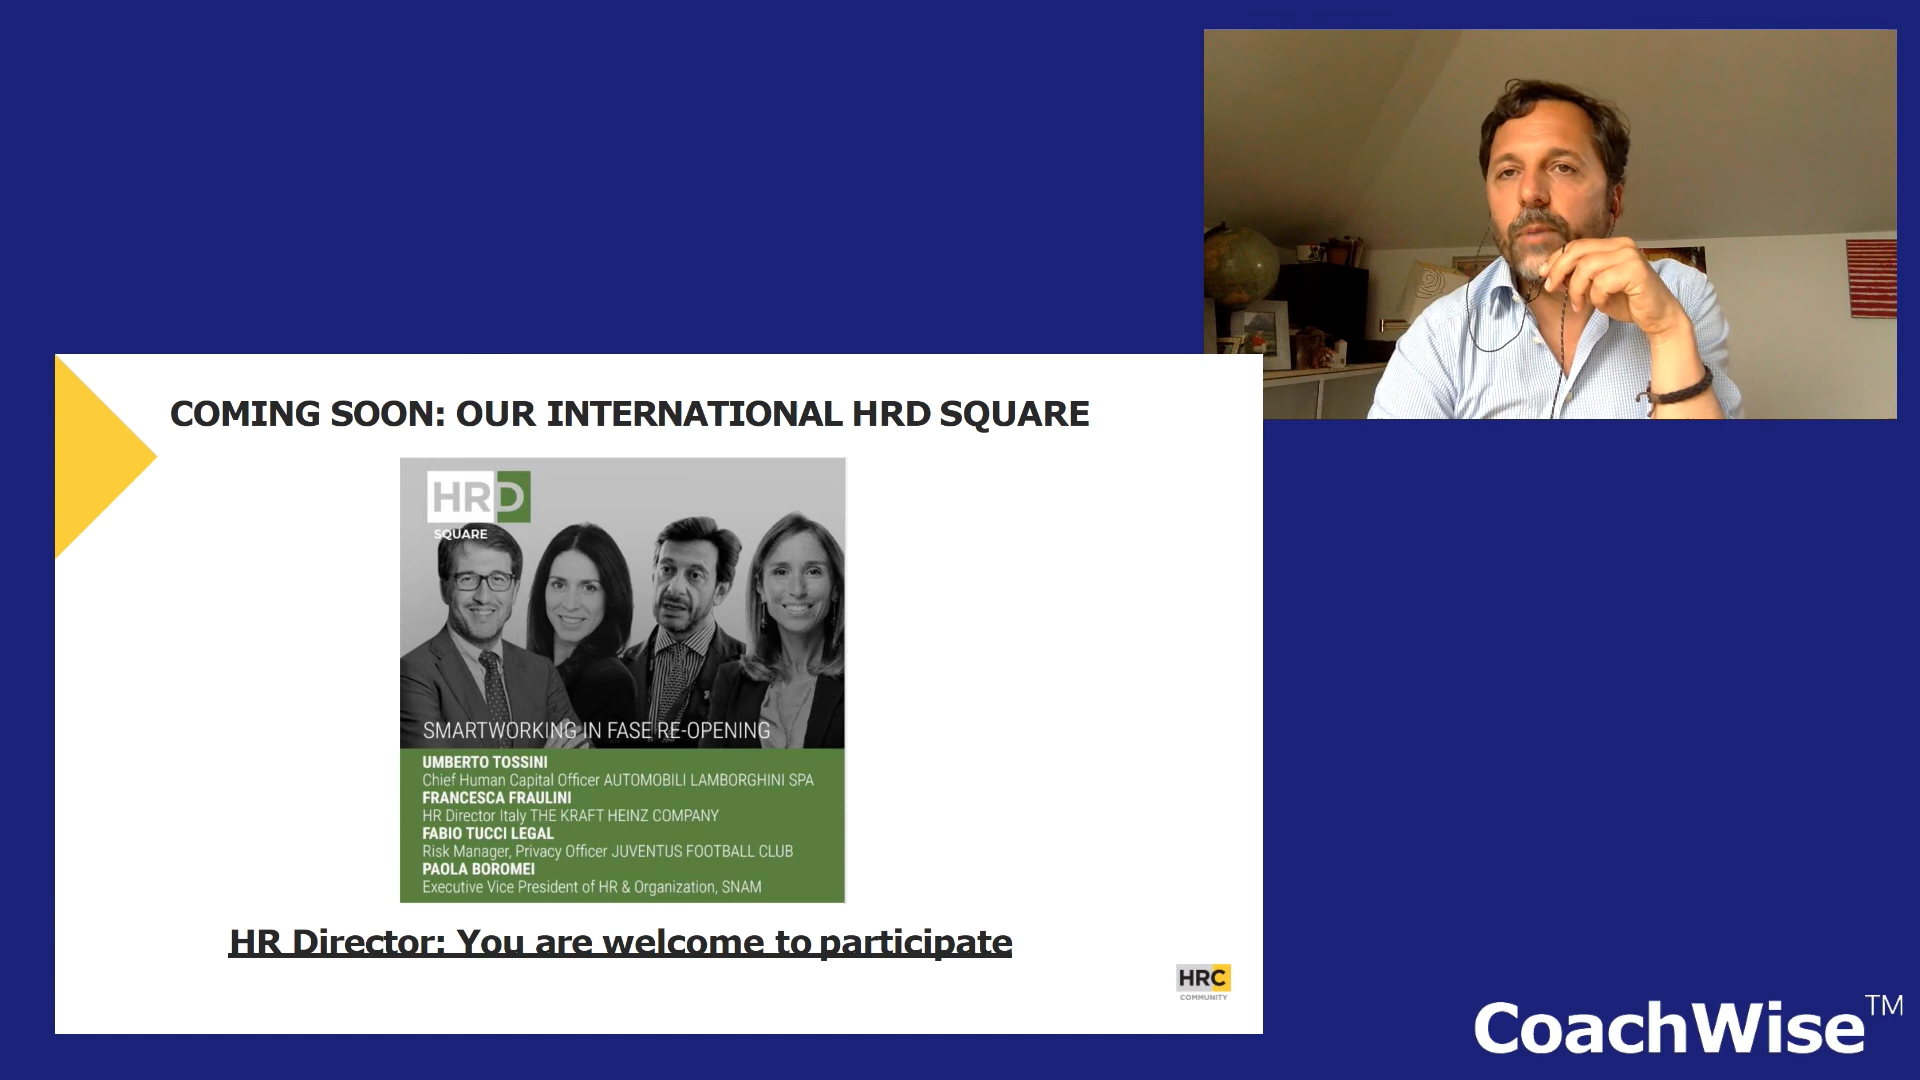 COMING SOON: OUR INTERNATIONAL HRD SQUARE
HRD
SQUARE
SMARTWORKING IN FASE RE-OPENING
UMBERTO TOSSINI
Chief Human Capital Officer AUTOMOBILI LAMBORGHINI SPA
FRANCESCA FRAULINI
HR Director Italy THE KRAFT HEINZ COMPANY
FABIO TUCCI LEGAL
Risk Manager, Privacy Officer JUVENTUS FOOTBALL CLUB
PAOLA BOROMEI
Executive Vice President of HR & Organization, SNAM
HR Director: You are welcome to participate
HRC
COMMUNITY
CoachWise™